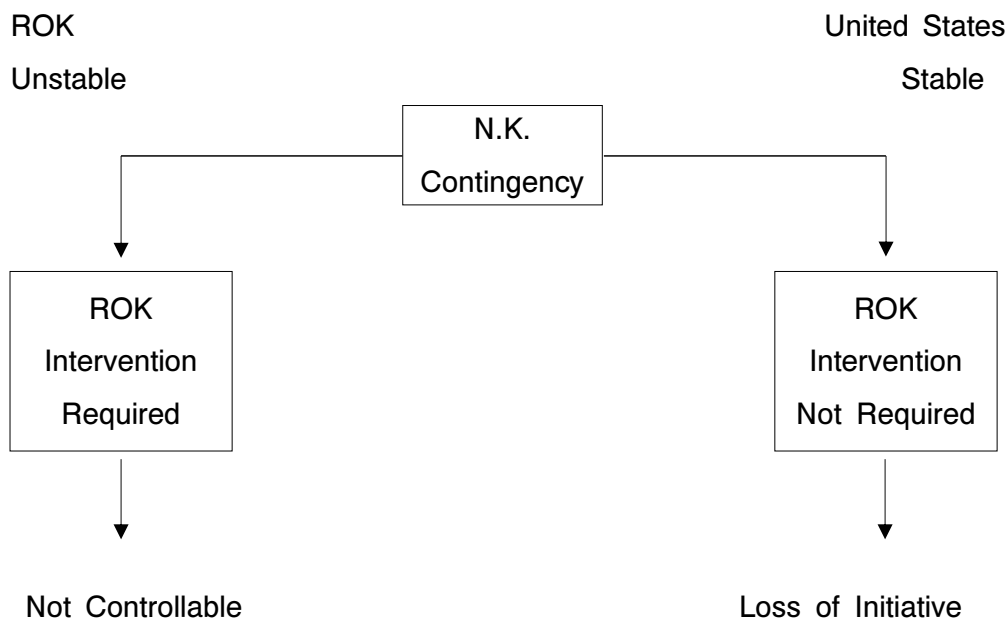 ROK
United States
Unstable
Stable
N.K.
Contingency
ROK
Intervention
Required
ROK
Intervention
Not Required
Not Controllable
Loss of Initiative